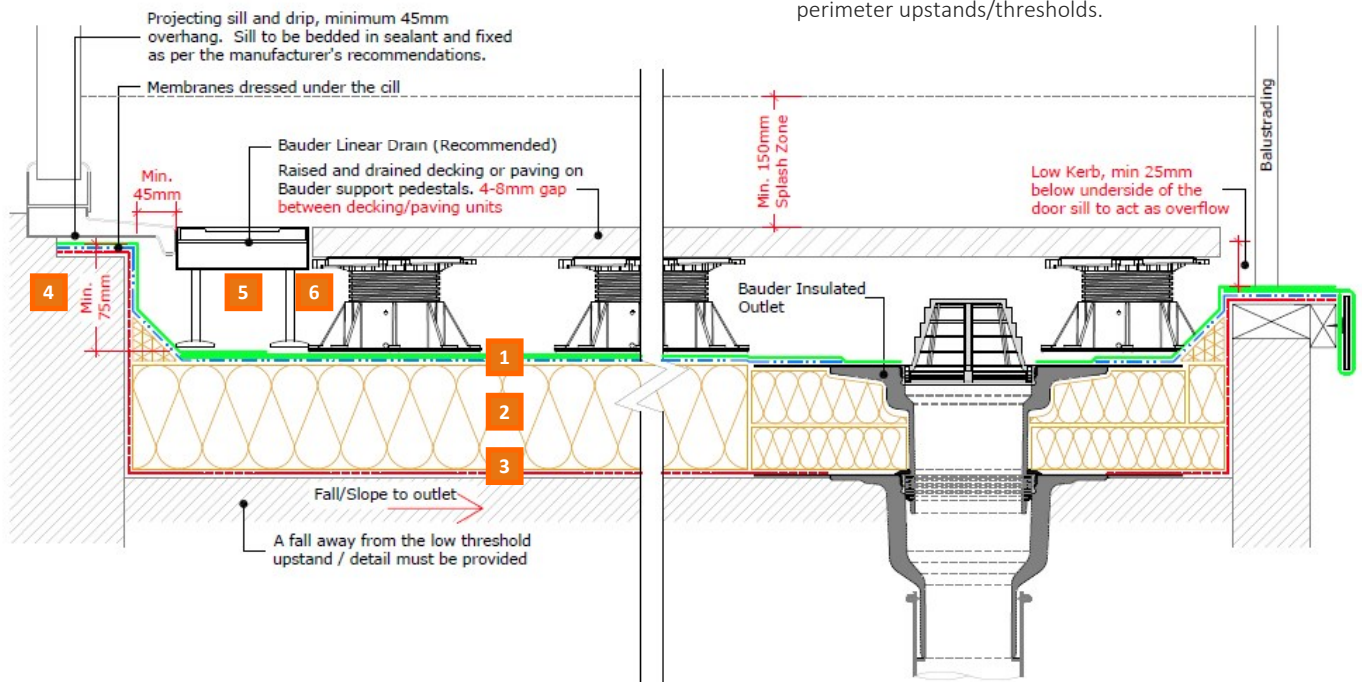 perimeter upstands/thresholds.
Projecting sill and drip, minimum 45mm
overhang. Sill to be bedded in sealant and fixed
as per the manufacturer's recommendations.
Membranes dressed under the cill
Bauder Linear Drain (Recommended)
Raised and drained decking or paving on
Bauder support pedestals. 4-8mm gap
between decking/paving units
Min.
45mm
Min. 150mm
Splash Zone
Balustrading
Low Kerb, min 25mm
below underside of the
door sill to act as overflow
4
Min.
75mm
5
6
Bauder Insulated
Outlet
1
2
3
Fall/Slope to outlet
A fall away from the low threshold
upstand / detail must be provided